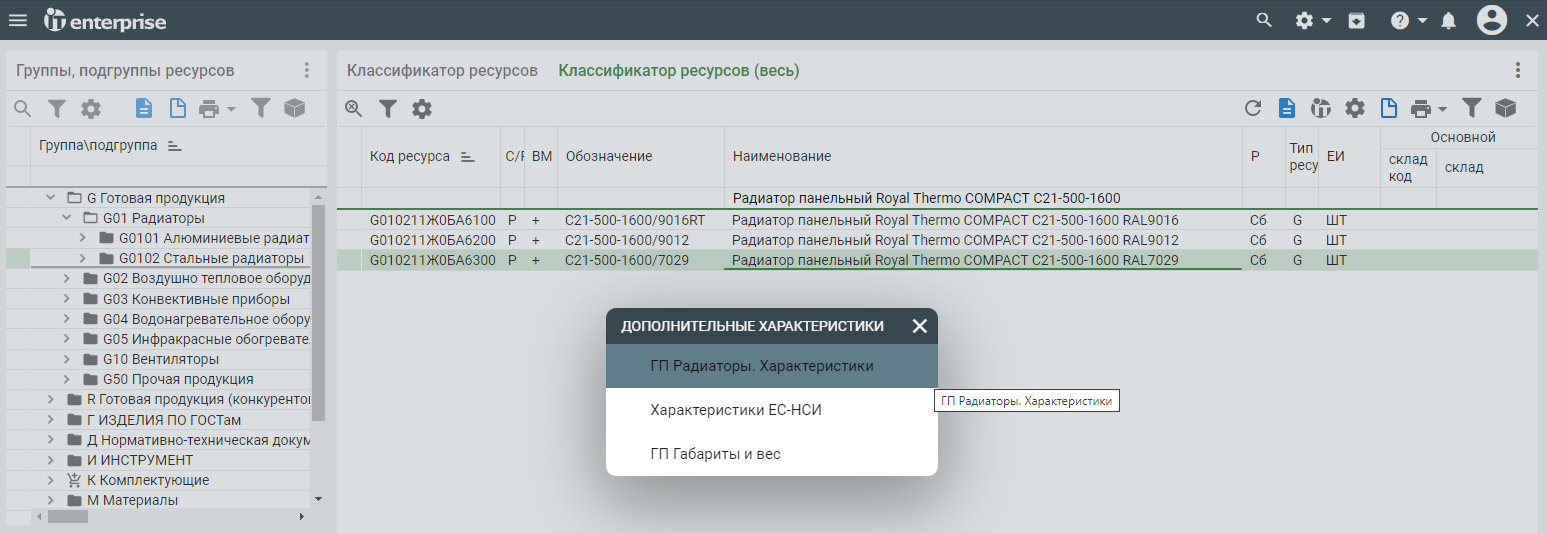 iT enterprise
Группы, подгруппы ресурсов
Группа\подгруппа
G Готовая продукция
G01 Радиаторы
G0101 Алюминиевые радиат
G0102 Стальные радиаторы
G02 Воздушно тепловое оборуд
G03 Конвективные приборы
G04 Водонагревательное обору
G05 Инфракрасные обогревате
G10 Вентиляторы
G50 Прочая продукция
R Готовая продукция (конкуренто
Г ИЗДЕЛИЯ ПО ГОСТам
Д Нормативно-техническая докум
И ИНСТРУМЕНТ
К Комплектующие
М Материалы
Классификатор ресурсов Классификатор ресурсов (весь)
Код ресурса С/Р ВМ Обозначение Наименование Р Тип ресу ЕИ Основной
склад код склад
Радиатор панельный Royal Thermo COMPACT C21-500-1600
G010211Ж0БА6100 Р + C21-500-1600/9016RT Радиатор панельный Royal Thermo COMPACT C21-500-1600 RAL9016 Сб G ШТ
G010211Ж0БА6200 Р + C21-500-1600/9012 Радиатор панельный Royal Thermo COMPACT C21-500-1600 RAL9012 Сб G ШТ
G010211Ж0БА6300 Р + C21-500-1600/7029 Радиатор панельный Royal Thermo COMPACT C21-500-1600 RAL7029 Сб G ШТ
ДОПОЛНИТЕЛЬНЫЕ ХАРАКТЕРИСТИКИ
ГП Радиаторы. Характеристики
ГП Радиаторы. Характеристики
Характеристики ЕС-НСИ
ГП Габариты и вес